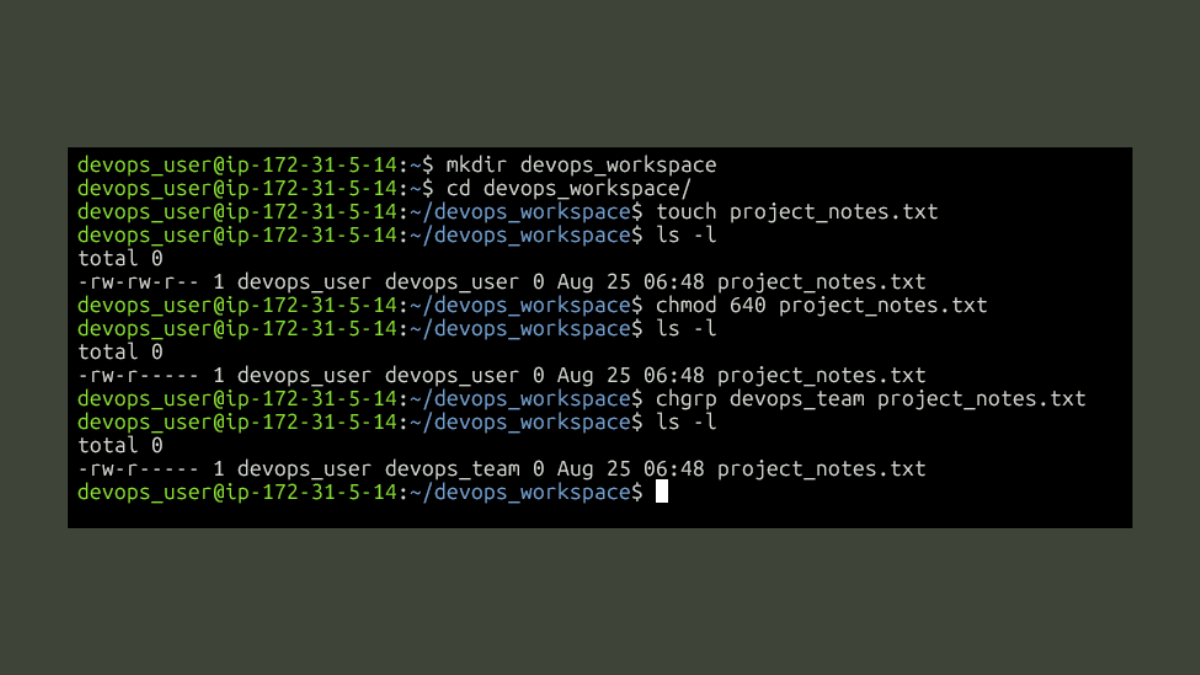 devops_user@ip-172-31-5-14:~$ mkdir devops_workspace
devops_user@ip-172-31-5-14:~$ cd devops_workspace/
devops_user@ip-172-31-5-14:~/devops_workspace$ touch project_notes.txt
devops_user@ip-172-31-5-14:~/devops_workspace$ ls -l
total 0
-rw-rw-r-- 1 devops_user devops_user 0 Aug 25 06:48 project_notes.txt
devops_user@ip-172-31-5-14:~/devops_workspace$ chmod 640 project_notes.txt
devops_user@ip-172-31-5-14:~/devops_workspace$ ls -l
total 0
-rw-r----- 1 devops_user devops_user 0 Aug 25 06:48 project_notes.txt
devops_user@ip-172-31-5-14:~/devops_workspace$ chgrp devops_team project_notes.txt
devops_user@ip-172-31-5-14:~/devops_workspace$ ls -l
total 0
-rw-r----- 1 devops_user devops_team 0 Aug 25 06:48 project_notes.txt
devops_user@ip-172-31-5-14:~/devops_workspace$